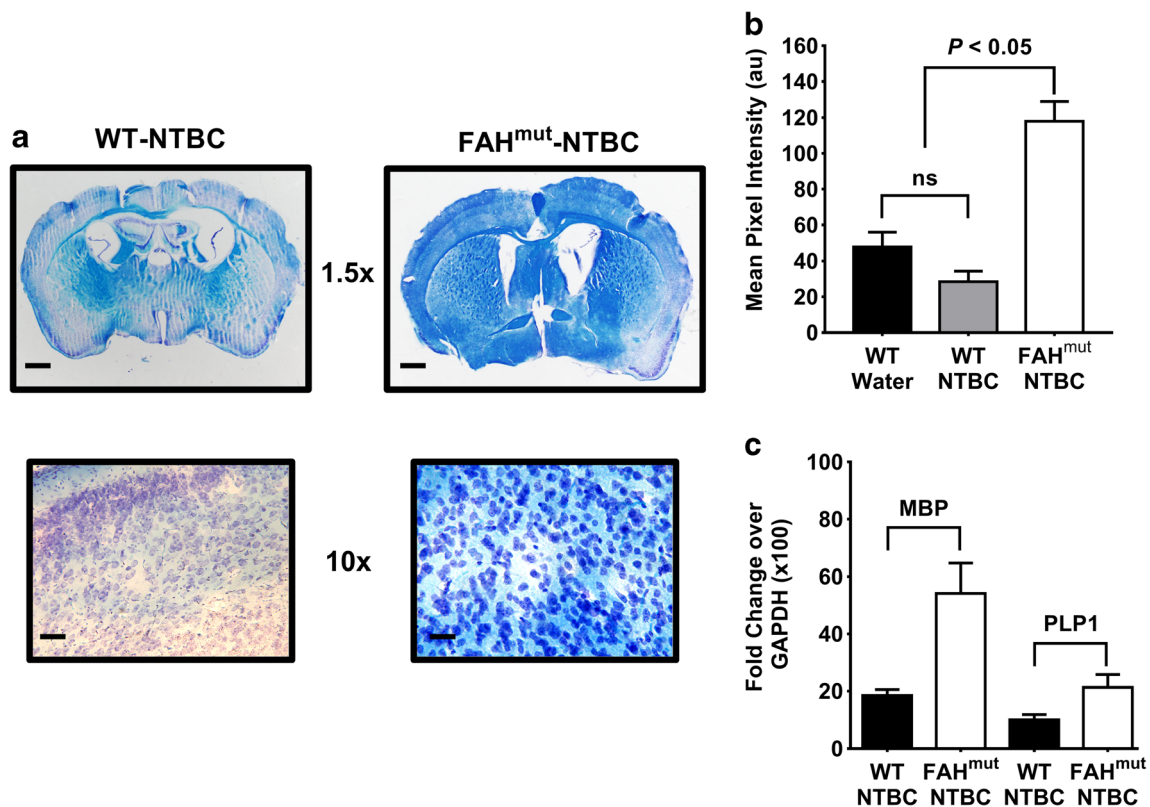 a
WT-NTBC
FAHmut-NTBC
1.5x
10x
b
Mean Pixel Intensity (au)
160
140
120
100
80
60
40
20
0
P < 0.05
ns
WT
Water
WT
NTBC
FAHmut
NTBC
c
Fold Change over
GAPDH (x100)
100
80
60
40
20
0
MBP
PLP1
WT
NTBC
FAHmut
NTBC
WT
NTBC
FAHmut
NTBC